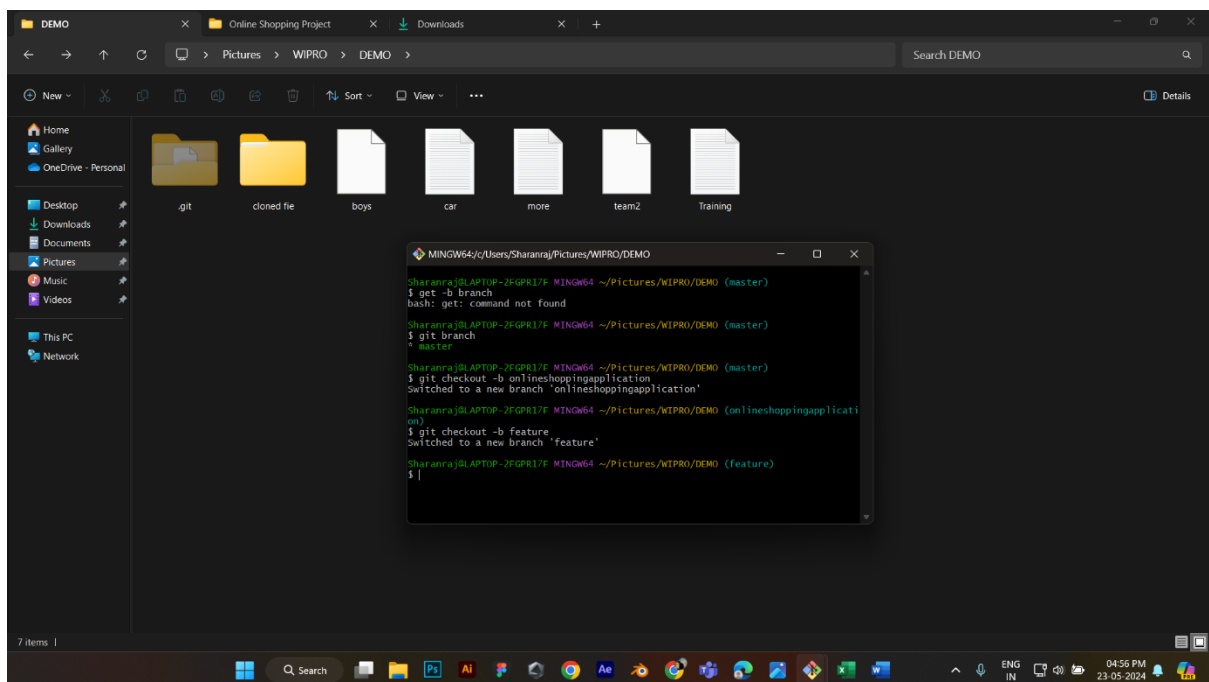 DEMO
Online Shopping Project
Downloads
Pictures > WIPRO > DEMO >
Search DEMO
New
Sort
View
Details
Home
Gallery
OneDrive - Personal
Desktop
Downloads
Documents
Pictures
Music
Videos
This PC
Network
.git
cloned fie
boys
car
more
team2
Training
MINGW64:/c/Users/Sharanraj/Pictures/WIPRO/DEMO
Sharanraj@LAPTOP-2FGPR17F MINGW64 ~/Pictures/WIPRO/DEMO (master)
$ get -b branch
bash: get: command not found
Sharanraj@LAPTOP-2FGPR17F MINGW64 ~/Pictures/WIPRO/DEMO (master)
$ git branch
* master
Sharanraj@LAPTOP-2FGPR17F MINGW64 ~/Pictures/WIPRO/DEMO (master)
$ git checkout -b onlineshoppingapplication
Switched to a new branch 'onlineshoppingapplication'
Sharanraj@LAPTOP-2FGPR17F MINGW64 ~/Pictures/WIPRO/DEMO (onlineshoppingapplicati
on)
$ git checkout -b feature
Switched to a new branch 'feature'
Sharanraj@LAPTOP-2FGPR17F MINGW64 ~/Pictures/WIPRO/DEMO (feature)
$
7 items
Search
Ps
Ai
Ae
ENG
IN
04:56 PM
23-05-2024
PRE